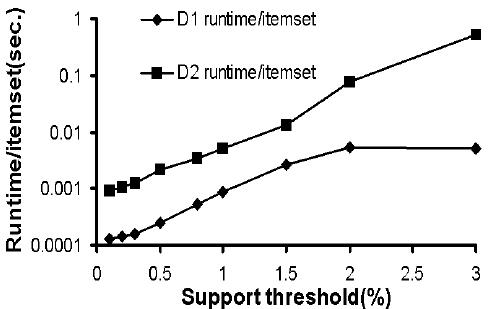 Runtime/itemset(sec.)
1
0.1
0.01
0.001
0.0001
D1 runtime/itemset
D2 runtime/itemset
0 0.5 1 1.5 2 2.5 3
Support threshold(%)